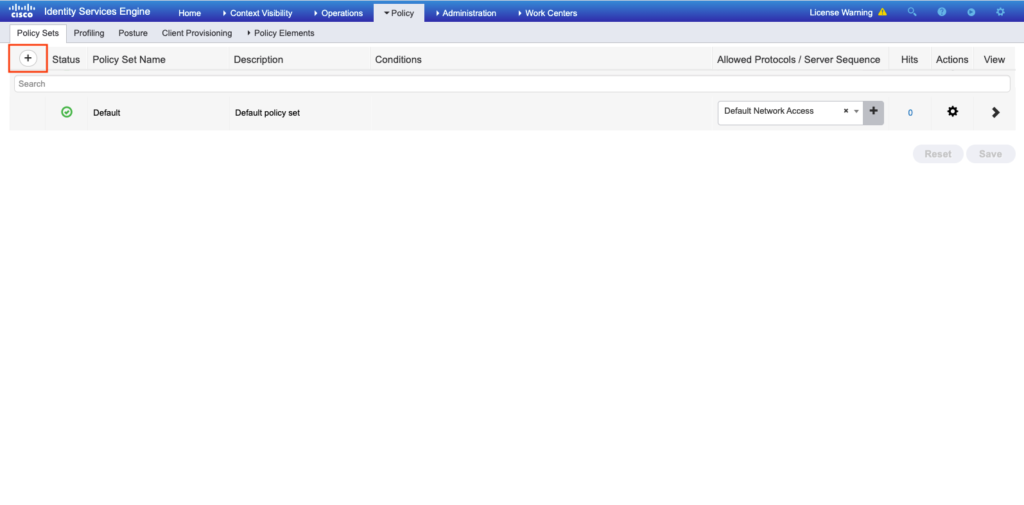 CISCO Identity Services Engine Home Context Visibility Operations Policy Administration Work Centers License Warning
Policy Sets Profiling Posture Client Provisioning Policy Elements
+ Status Policy Set Name Description Conditions Allowed Protocols / Server Sequence Hits Actions View
Search
Default Default policy set Default Network Access × + 0
Reset Save